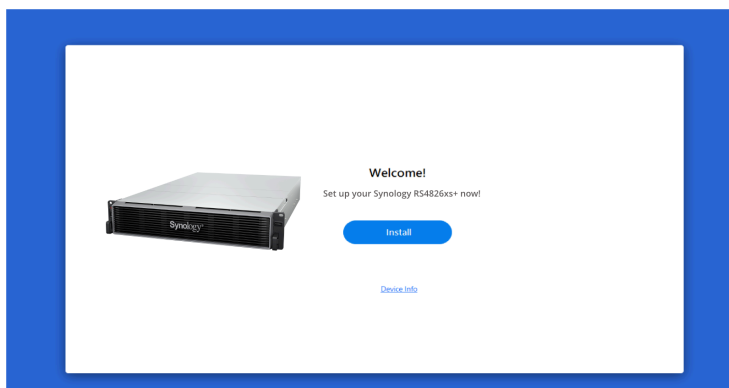 Welcome!
Set up your Synology RS4826xs+ now!
Synology®
Install
Device Info